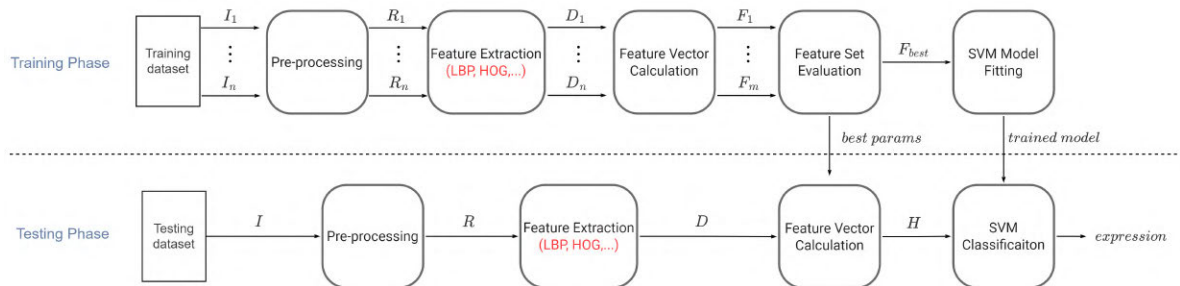 Training Phase
Training
dataset
I₁
⋮
Iₙ
Pre-processing
R₁
⋮
Rₙ
Feature Extraction
(LBP, HOG,...)
D₁
⋮
Dₙ
Feature Vector
Calculation
F₁
⋮
Fₘ
Feature Set
Evaluation
F_best
SVM Model
Fitting
best params
trained model
Testing Phase
Testing
dataset
I
Pre-processing
R
Feature Extraction
(LBP, HOG,...)
D
Feature Vector
Calculation
H
SVM
Classificaiton
expression